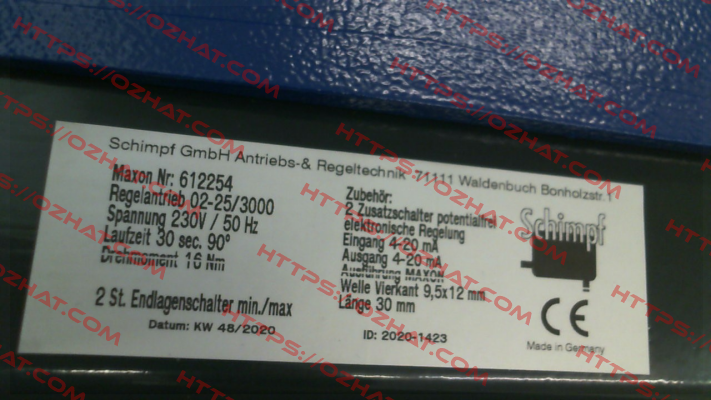 Schimpf GmbH Antriebs-& Regeltechnik 71111 Waldenbuch Bonholzstr. 1
Maxon Nr: 612254
Regelantrieb 02-25/3000
Spannung 230V / 50 Hz
Laufzeit 30 sec. 90°
Drehmoment 16 Nm
2 St. Endlagenschalter min./max
Datum: KW 48/2020
Zubehör:
2 Zusatzschalter potentialfrei
elektronische Regelung
Eingang 4-20 mA
Ausgang 4-20 mA
Ausführung MAXON
Welle Vierkant 9,5x12 mm
Länge 30 mm
ID: 2020-1423
Schimpf
CE
Made in Germany
HTTPS://OZHAT.COM